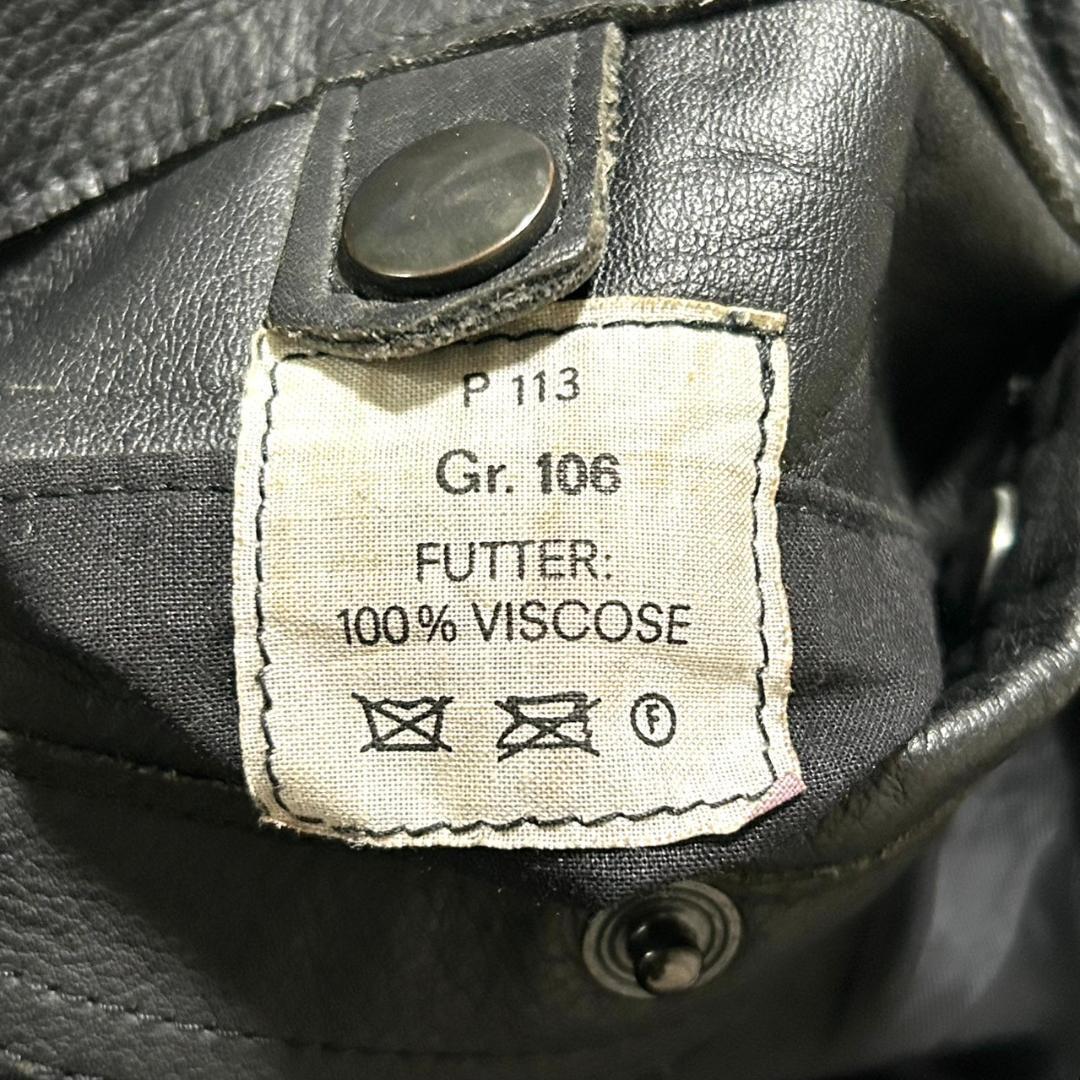 P 113
Gr. 106
FUTTER:
100% VISCOSE
F